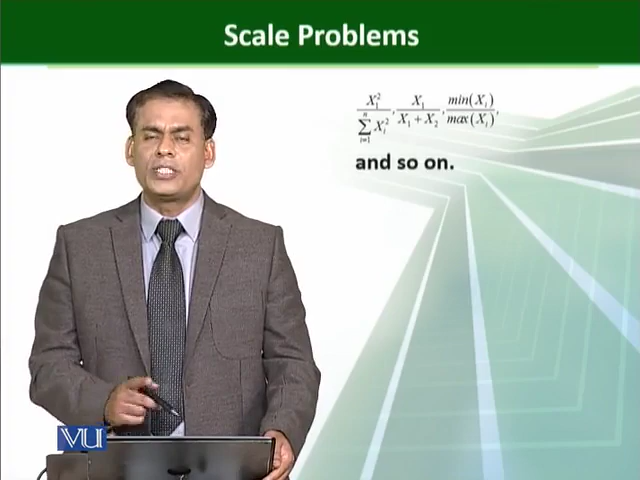 Scale Problems
X₁² / ∑ᵢ₌₁ⁿ Xᵢ² , X₁ / X₁ + X₂ , min(Xᵢ) / max(Xᵢ) ,
and so on.
VU